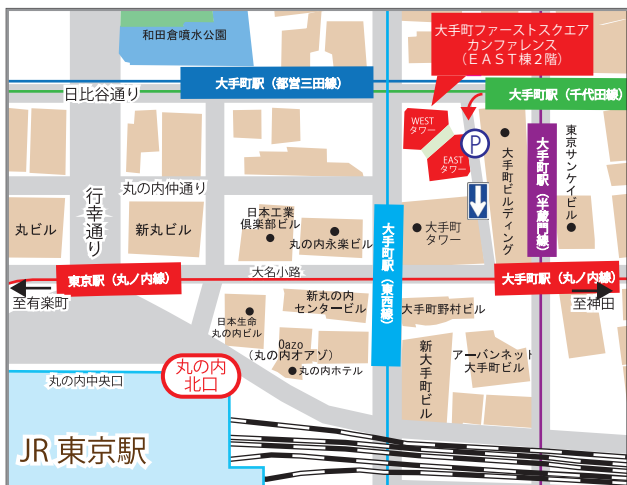 和田倉噴水公園
大手町ファーストスクエア
カンファレンス
（EAST棟2階）
大手町駅（都営三田線）
日比谷通り
大手町駅（千代田線）
WEST
タワー
EAST
タワー
P
大手町ビルディング
大手町駅（半蔵門線）
東京サンケイビル
行幸通り
丸の内仲通り
丸ビル
新丸ビル
日本工業
倶楽部ビル
丸の内永楽ビル
大手町駅（東西線）
大手町
タワー
東京駅（丸ノ内線）
大名小路
大手町駅（丸ノ内線）
至有楽町
至神田
日本生命
丸の内ビル
新丸の内
センタービル
大手町野村ビル
Oazo
（丸の内オアゾ）
丸の内ホテル
新大手町ビル
アーバンネット
大手町ビル
丸の内中央口
丸の内
北口
JR 東京駅